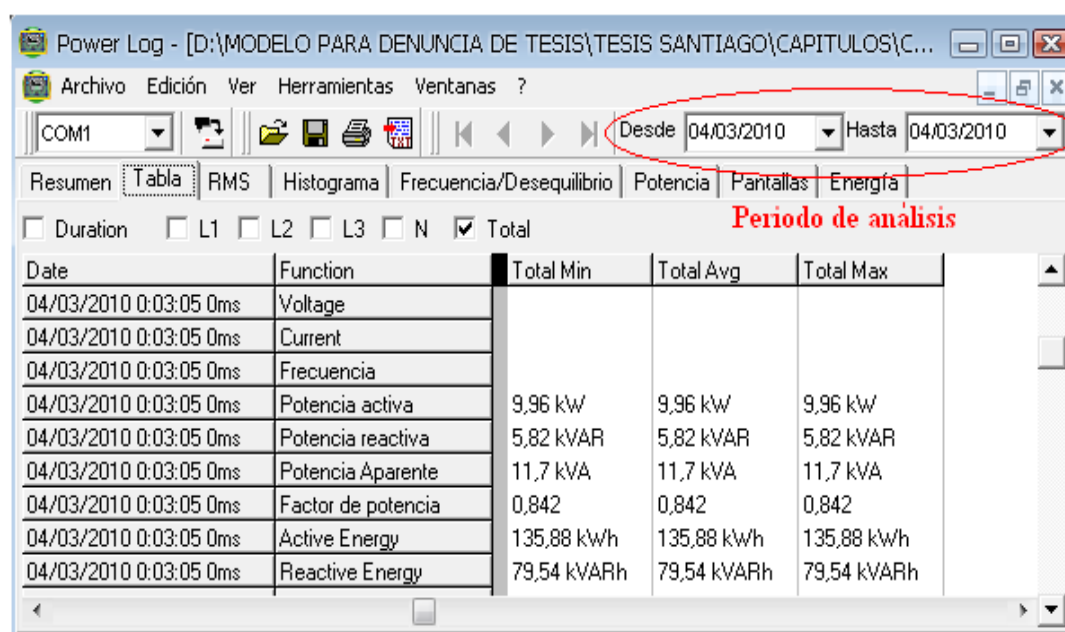 Power Log - [D:\MODELO PARA DENUNCIA DE TESIS\TESIS SANTIAGO\CAPITULOS\C...
Archivo Edición Ver Herramientas Ventanas ?
COM1 TXT Desde 04/03/2010 Hasta 04/03/2010
Resumen Tabla RMS Histograma Frecuencia/Desequilibrio Potencia Pantallas Energía
Periodo de análisis
Duration L1 L2 L3 N Total
Date Function Total Min Total Avg Total Max
04/03/2010 0:03:05 0ms Voltage
04/03/2010 0:03:05 0ms Current
04/03/2010 0:03:05 0ms Frecuencia
04/03/2010 0:03:05 0ms Potencia activa 9,96 kW 9,96 kW 9,96 kW
04/03/2010 0:03:05 0ms Potencia reactiva 5,82 kVAR 5,82 kVAR 5,82 kVAR
04/03/2010 0:03:05 0ms Potencia Aparente 11,7 kVA 11,7 kVA 11,7 kVA
04/03/2010 0:03:05 0ms Factor de potencia 0,842 0,842 0,842
04/03/2010 0:03:05 0ms Active Energy 135,88 kWh 135,88 kWh 135,88 kWh
04/03/2010 0:03:05 0ms Reactive Energy 79,54 kVARh 79,54 kVARh 79,54 kVARh